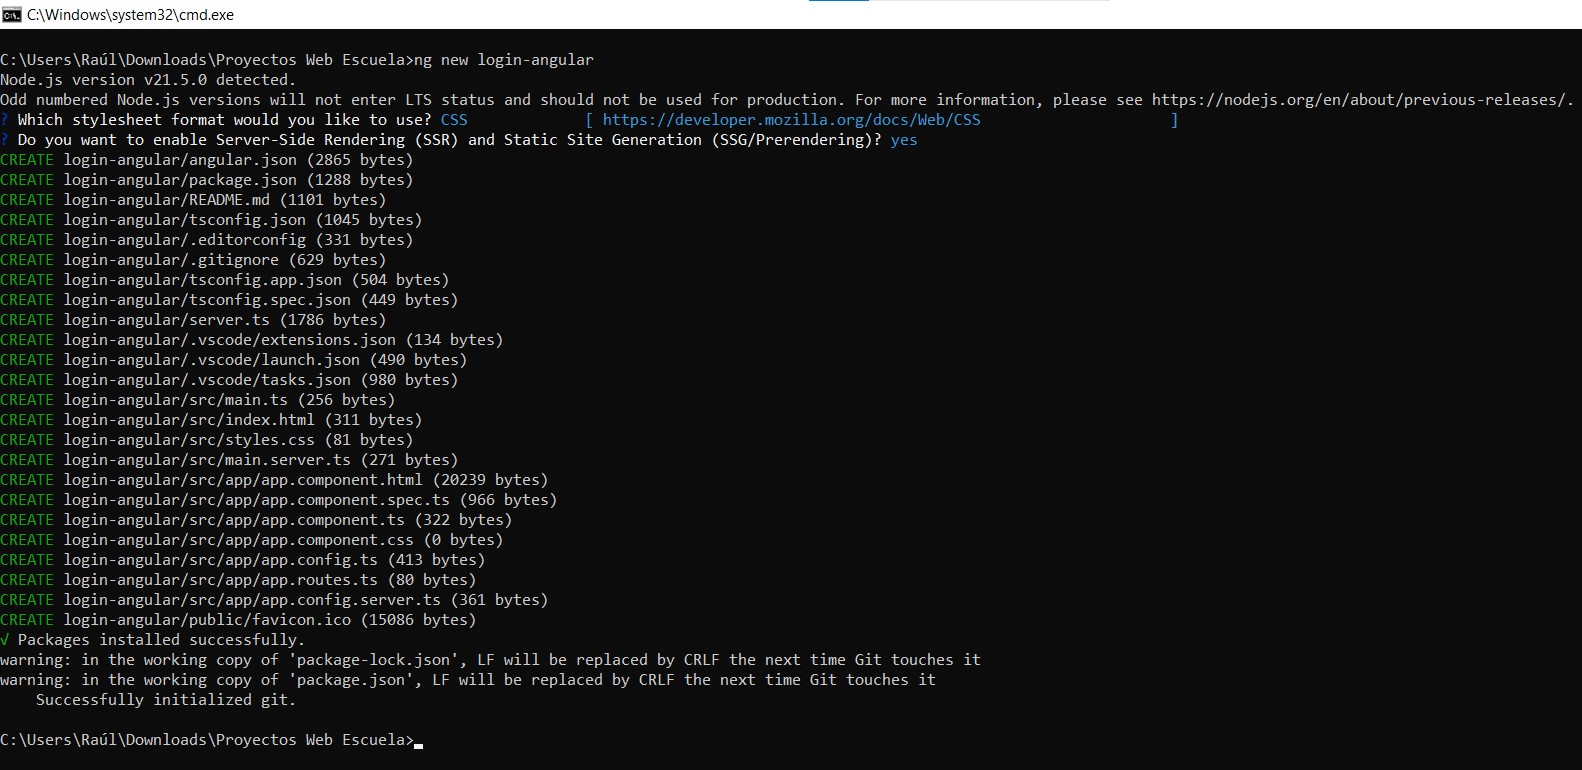 C:\Windows\system32\cmd.exe
C:\Users\Raúl\Downloads\Proyectos Web Escuela>ng new login-angular
Node.js version v21.5.0 detected.
Odd numbered Node.js versions will not enter LTS status and should not be used for production. For more information, please see https://nodejs.org/en/about/previous-releases/.
? Which stylesheet format would you like to use? CSS             [ https://developer.mozilla.org/docs/Web/CSS                     ]
? Do you want to enable Server-Side Rendering (SSR) and Static Site Generation (SSG/Prerendering)? yes
CREATE login-angular/angular.json (2865 bytes)
CREATE login-angular/package.json (1288 bytes)
CREATE login-angular/README.md (1101 bytes)
CREATE login-angular/tsconfig.json (1045 bytes)
CREATE login-angular/.editorconfig (331 bytes)
CREATE login-angular/.gitignore (629 bytes)
CREATE login-angular/tsconfig.app.json (504 bytes)
CREATE login-angular/tsconfig.spec.json (449 bytes)
CREATE login-angular/server.ts (1786 bytes)
CREATE login-angular/.vscode/extensions.json (134 bytes)
CREATE login-angular/.vscode/launch.json (490 bytes)
CREATE login-angular/.vscode/tasks.json (980 bytes)
CREATE login-angular/src/main.ts (256 bytes)
CREATE login-angular/src/index.html (311 bytes)
CREATE login-angular/src/styles.css (81 bytes)
CREATE login-angular/src/main.server.ts (271 bytes)
CREATE login-angular/src/app/app.component.html (20239 bytes)
CREATE login-angular/src/app/app.component.spec.ts (966 bytes)
CREATE login-angular/src/app/app.component.ts (322 bytes)
CREATE login-angular/src/app/app.component.css (0 bytes)
CREATE login-angular/src/app/app.config.ts (413 bytes)
CREATE login-angular/src/app/app.routes.ts (80 bytes)
CREATE login-angular/src/app/app.config.server.ts (361 bytes)
CREATE login-angular/public/favicon.ico (15086 bytes)
√ Packages installed successfully.
warning: in the working copy of 'package-lock.json', LF will be replaced by CRLF the next time Git touches it
warning: in the working copy of 'package.json', LF will be replaced by CRLF the next time Git touches it
    Successfully initialized git.
C:\Users\Raúl\Downloads\Proyectos Web Escuela>